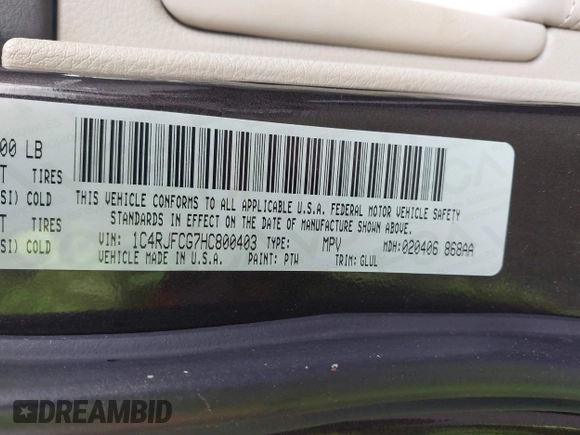 00 LB
T TIRES
SI) COLD
T TIRES
SI) COLD
THIS VEHICLE CONFORMS TO ALL APPLICABLE U.S.A. FEDERAL MOTOR VEHICLE SAFETY
STANDARDS IN EFFECT ON THE DATE OF MANUFACTURE SHOWN ABOVE.
VIN: 1C4RJFCG7HC800403 TYPE: MPV MDH:020406 868AA
VEHICLE MADE IN U.S.A. PAINT: PTW TRIM: GLUL
DREAMBID